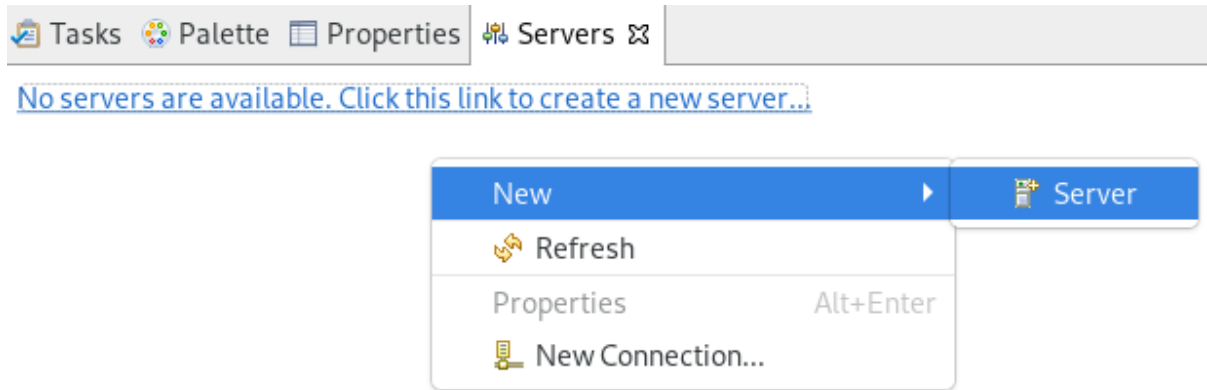 Tasks Palette Properties Servers
No servers are available. Click this link to create a new server...
New Server
Refresh
Properties Alt+Enter
New Connection...